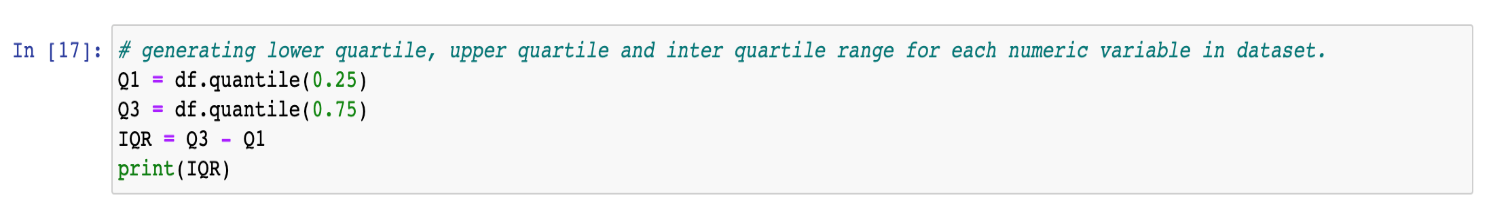 In [17]: # generating lower quartile, upper quartile and inter quartile range for each numeric variable in dataset.
Q1 = df.quantile(0.25)
Q3 = df.quantile(0.75)
IQR = Q3 - Q1
print(IQR)